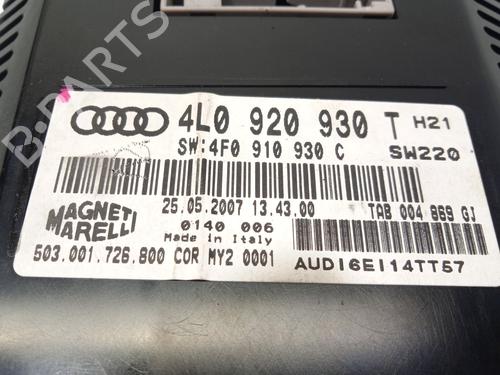 B-PARTS
4L0 920 930 T H21
SW:4F0 910 930 C SW220
25.05.2007 13.43.00 TAB 004 869 GJ
MAGNETI MARELLI
0140 006
Made in Italy
503.001.726.800 COR MY2 0001
AUDI6EI14TT57